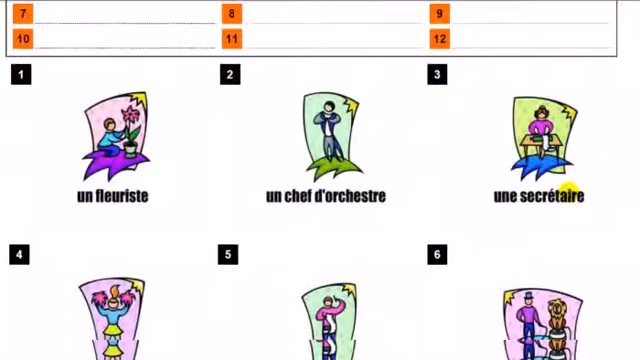 7 8 9
10 11 12
1 2 3
un fleuriste un chef d'orchestre une secrétaire
4 5 6